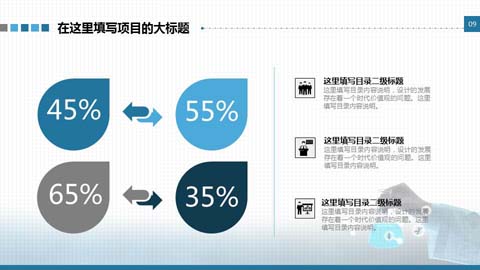 在这里填写项目的大标题
09
45%
55%
65%
35%
这里填写目录二级标题
这里填写目录内容说明，设计的发展
存在着一个时代价值观的问题。这里
填写目录内容说明。
这里填写目录二级标题
这里填写目录内容说明，设计的发展
存在着一个时代价值观的问题。这里
填写目录内容说明。
这里填写目录二级标题
这里填写目录内容说明，设计的发展
存在着一个时代价值观的问题。这里
填写目录内容说明。